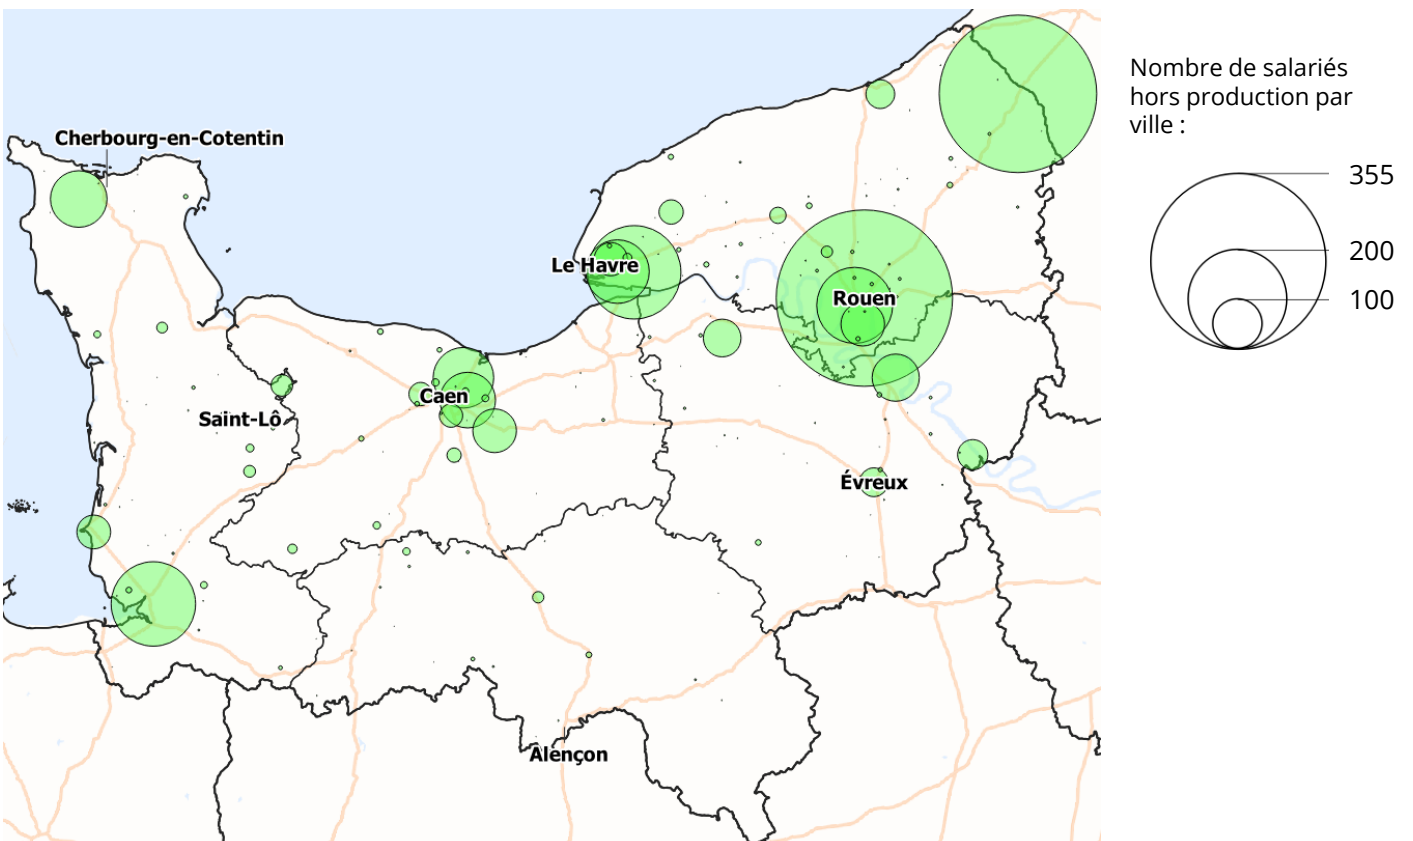 Nombre de salariés
hors production par
ville :
355
200
100
Cherbourg-en-Cotentin
Le Havre
Rouen
Caen
Saint-Lô
Évreux
Alençon